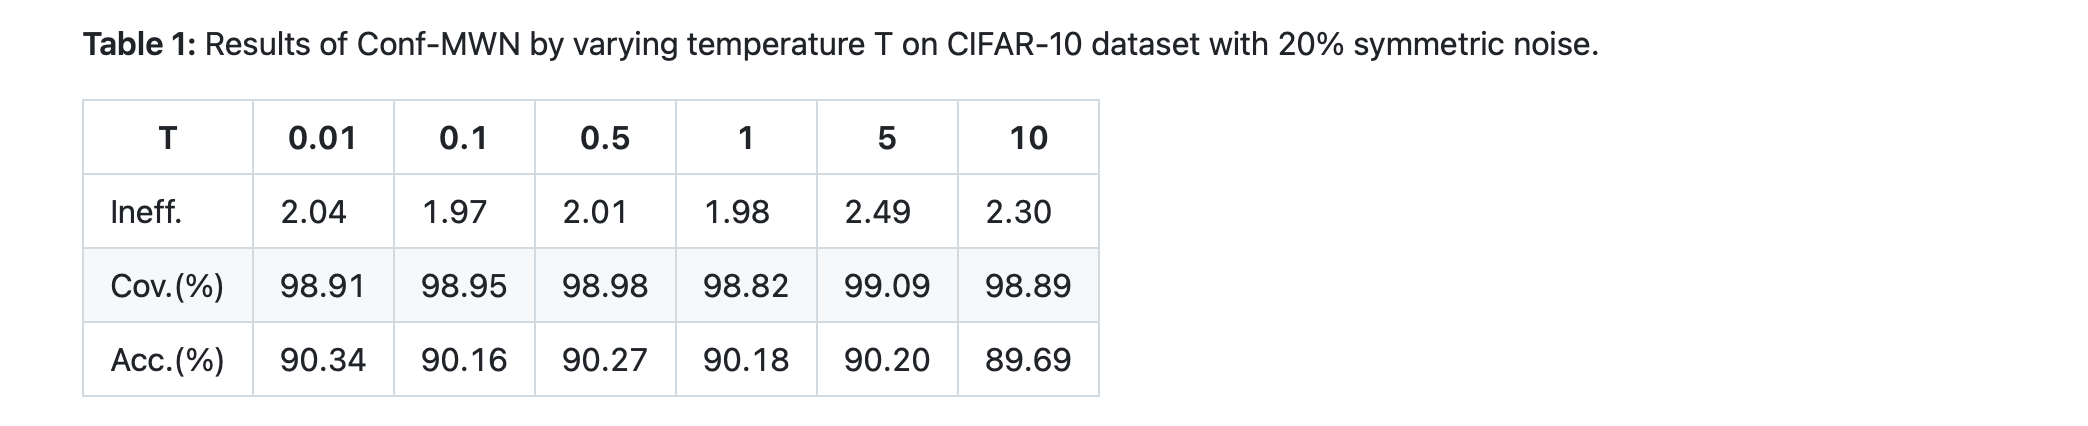 Table 1: Results of Conf-MWN by varying temperature T on CIFAR-10 dataset with 20% symmetric noise.
T 0.01 0.1 0.5 1 5 10
Ineff. 2.04 1.97 2.01 1.98 2.49 2.30
Cov.(%) 98.91 98.95 98.98 98.82 99.09 98.89
Acc.(%) 90.34 90.16 90.27 90.18 90.20 89.69